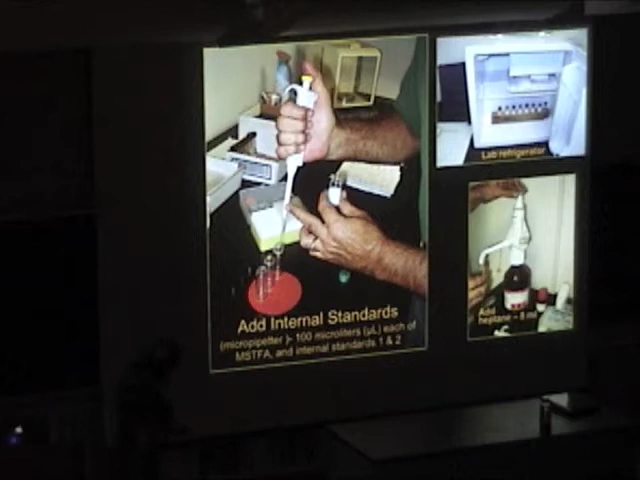 Add Internal Standards
(micropipetter )- 100 microliters (µL) each of
MSTFA, and internal standards 1 & 2
Lab refrigerator
Add
heptane - 8 ml